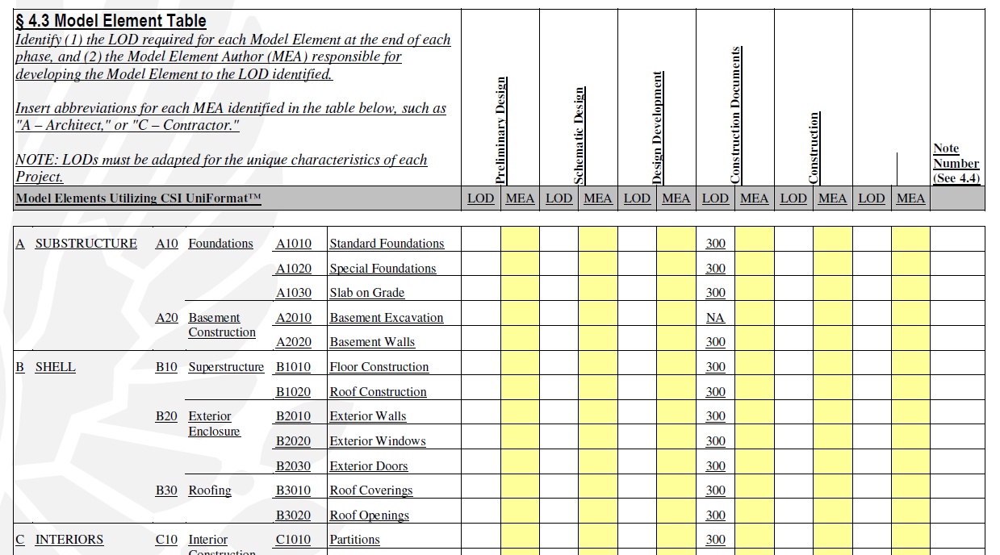 § 4.3 Model Element Table
Identify (1) the LOD required for each Model Element at the end of each
phase, and (2) the Model Element Author (MEA) responsible for
developing the Model Element to the LOD identified.
Insert abbreviations for each MEA identified in the table below, such as
"A – Architect," or "C – Contractor."
NOTE: LODs must be adapted for the unique characteristics of each
Project.
Preliminary Design
Schematic Design
Design Development
Construction Documents
Construction
Note
Number
(See 4.4)
Model Elements Utilizing CSI UniFormat™ LOD MEA LOD MEA LOD MEA LOD MEA LOD MEA LOD MEA
A SUBSTRUCTURE A10 Foundations A1010 Standard Foundations 300
A1020 Special Foundations 300
A1030 Slab on Grade 300
A20 Basement A2010 Basement Excavation NA
Construction
A2020 Basement Walls 300
B SHELL B10 Superstructure B1010 Floor Construction 300
B1020 Roof Construction 300
B20 Exterior B2010 Exterior Walls 300
Enclosure
B2020 Exterior Windows 300
B2030 Exterior Doors 300
B30 Roofing B3010 Roof Coverings 300
B3020 Roof Openings 300
C INTERIORS C10 Interior C1010 Partitions 300
Construction